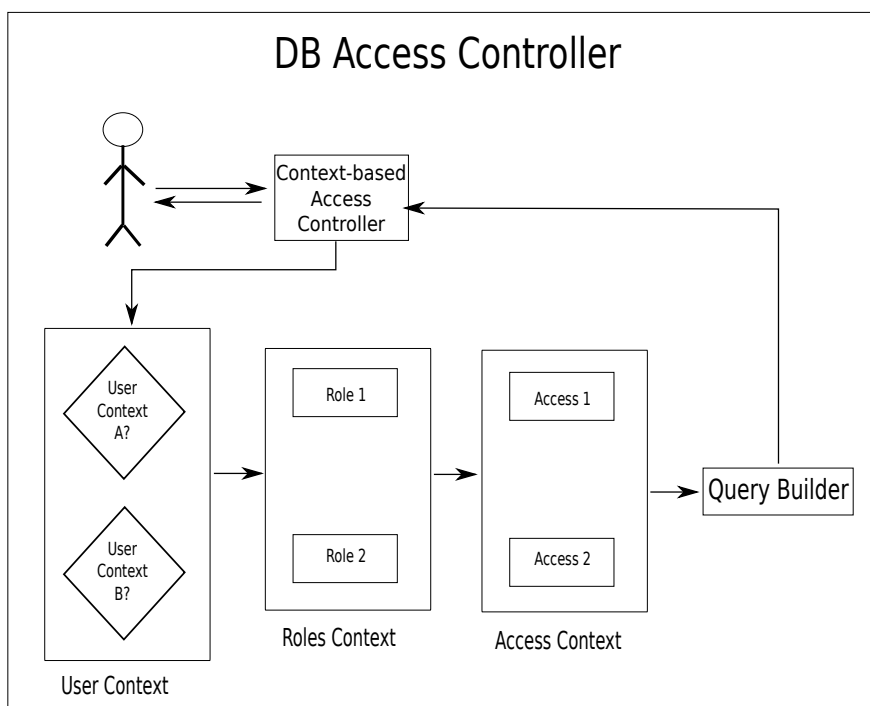 DB Access Controller
Context-based
Access
Controller
User
Context
A?
User
Context
B?
User Context
Role 1
Role 2
Roles Context
Access 1
Access 2
Access Context
Query Builder